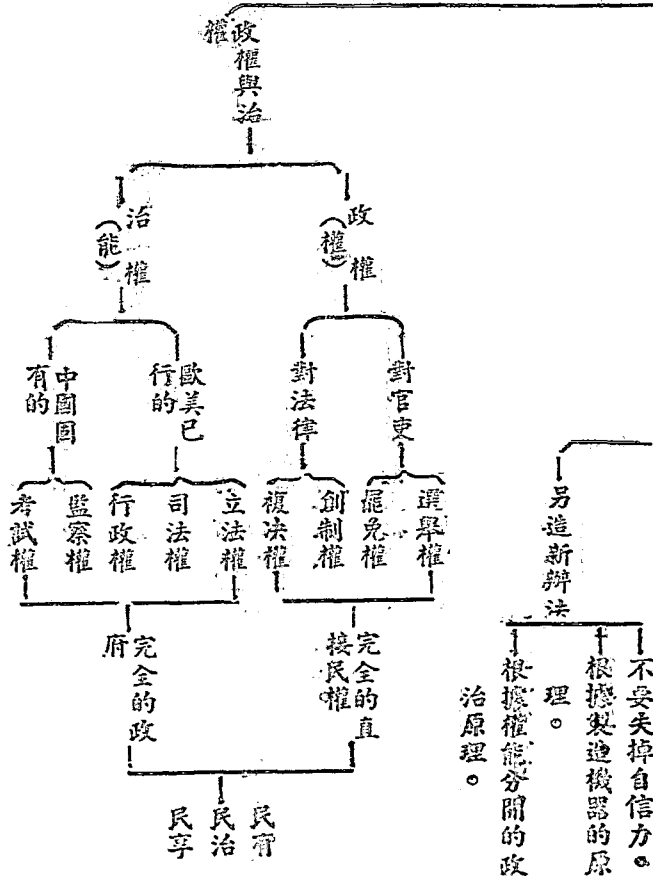 另造新辦法
不要失掉自信力。
根據製造機器的原
理。
根據權能分開的政
治原理。
政權與治
權
政權
（權）
治權
（能）
對官吏
對法律
歐美已
行的
中國固
有的
選舉權
罷免權
創制權
複决權
立法權
司法權
行政權
監察權
考試權
完全的直
接民權
完全的政
府
民有
民治
民享